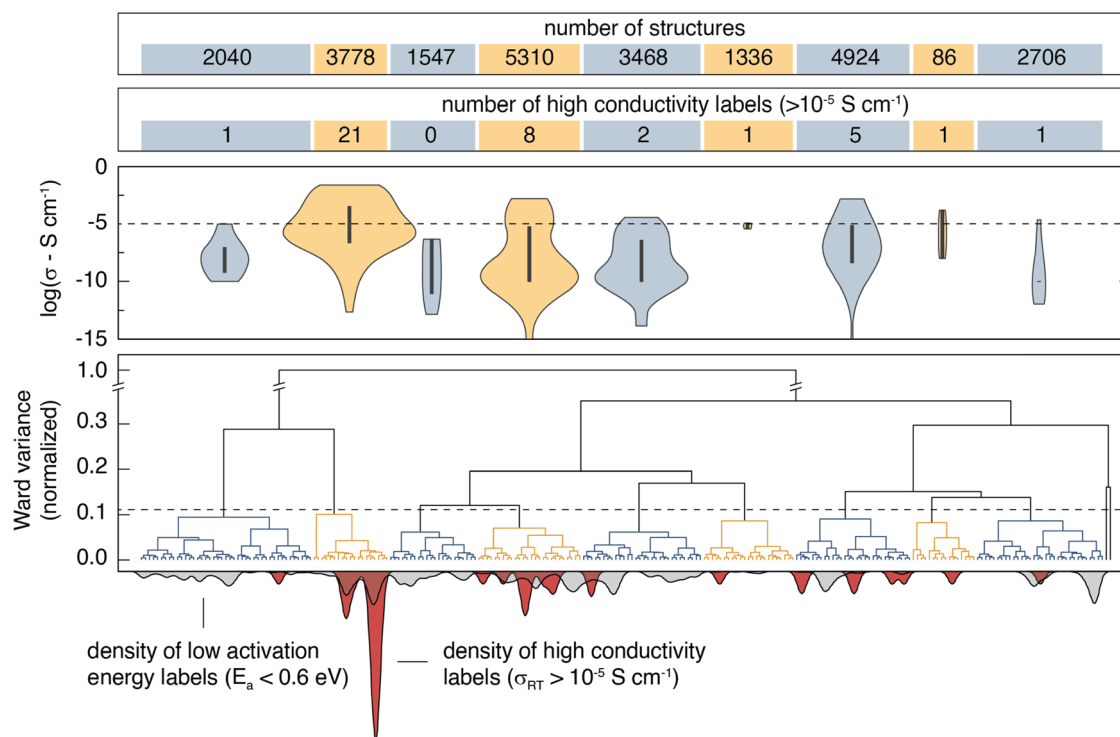 number of structures
2040 3778 1547 5310 3468 1336 4924 86 2706
number of high conductivity labels (>10⁻⁵ S cm⁻¹)
1 21 0 8 2 1 5 1 1
log(σ - S cm⁻¹)
0
-5
-10
-15
Ward variance
(normalized)
1.0
0.3
0.2
0.1
0.0
density of low activation
energy labels (Eₐ < 0.6 eV)
density of high conductivity
labels (σ_RT > 10⁻⁵ S cm⁻¹)